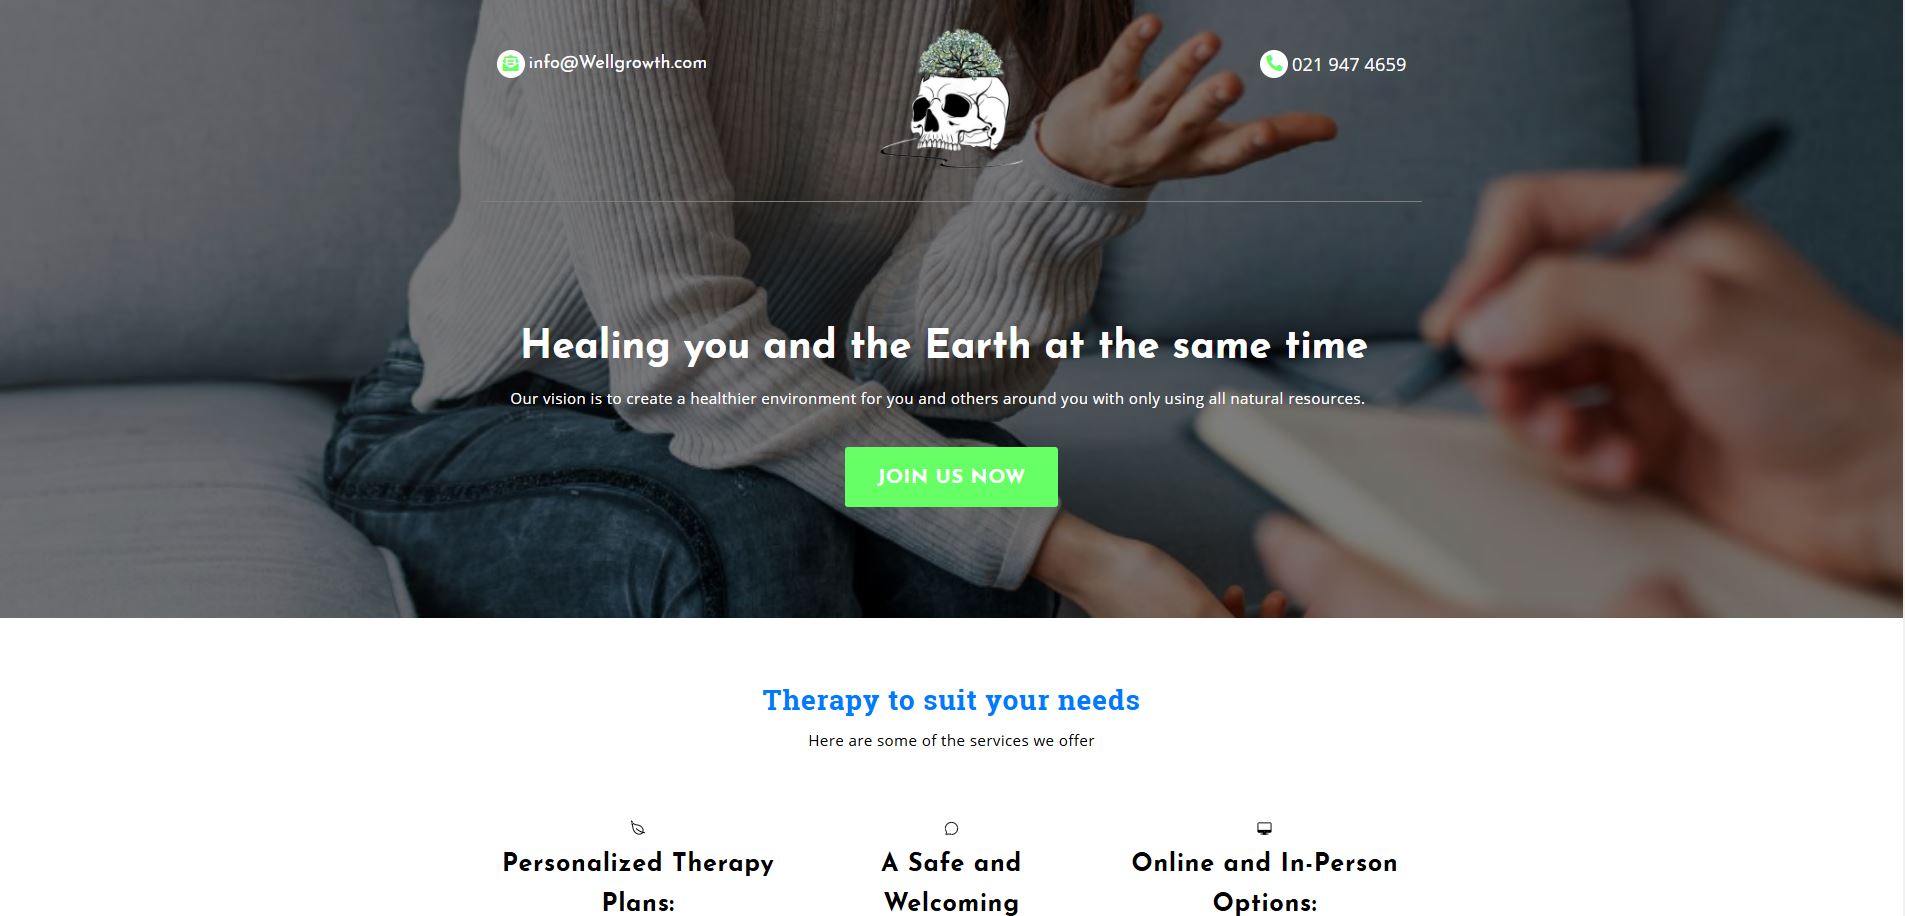 info@Wellgrowth.com
021 947 4659
Healing you and the Earth at the same time
Our vision is to create a healthier environment for you and others around you with only using all natural resources.
JOIN US NOW
Therapy to suit your needs
Here are some of the services we offer
Personalized Therapy
Plans:
A Safe and
Welcoming
Online and In-Person
Options: